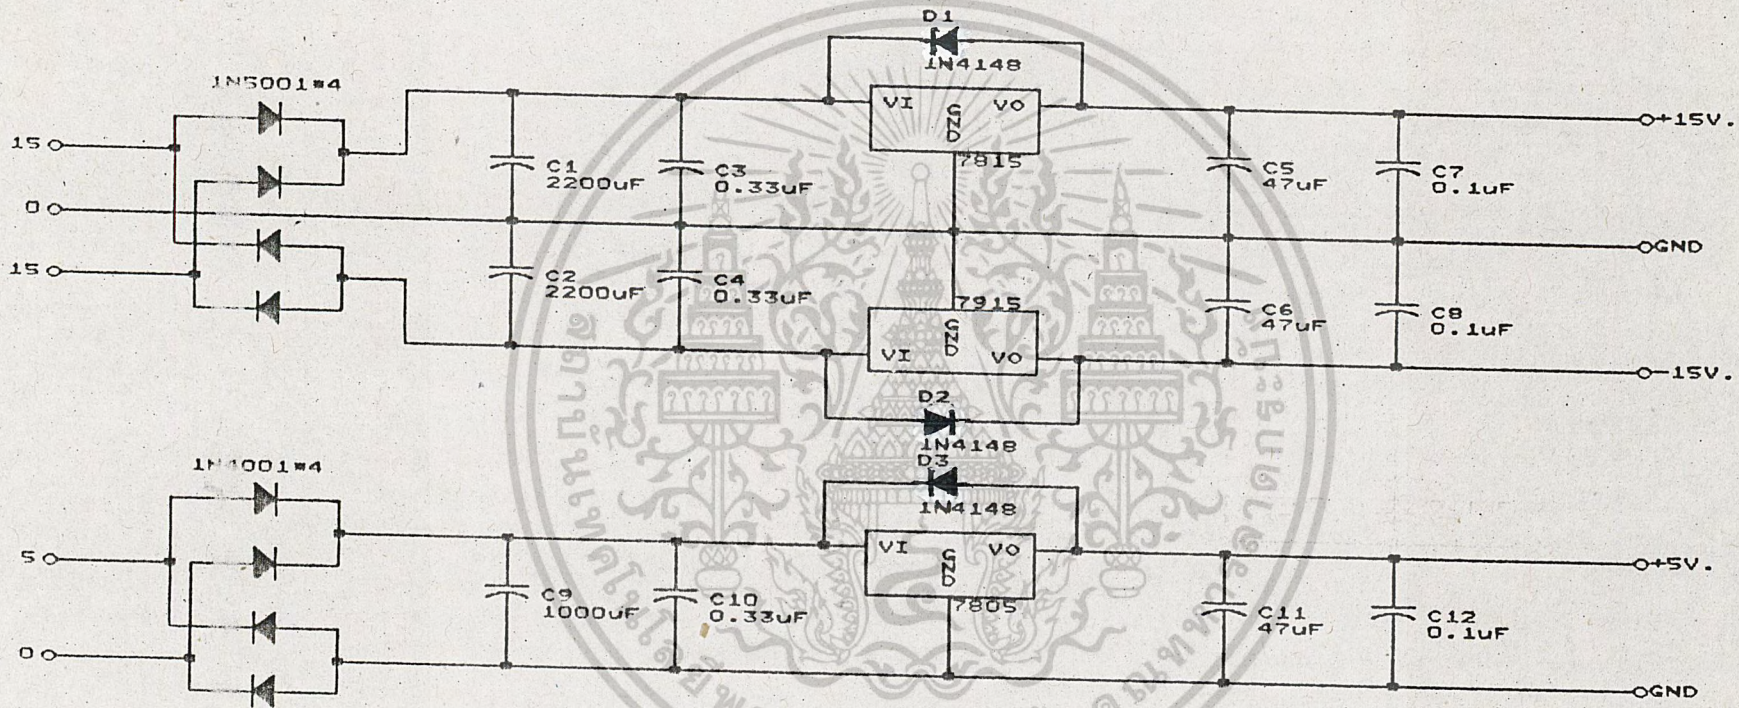 D1
1N4148
1N5001*4
VI
GND
VO
7815
+15V.
15
C1
2200uF
C3
0.33uF
C5
47uF
C7
0.1uF
0
GND
15
C2
2200uF
C4
0.33uF
7915
VI
GND
VO
C6
47uF
C8
0.1uF
-15V.
D2
1N4148
D3
1N4148
1N4001*4
5
VI
GND
VO
7805
+5V.
C9
1000uF
C10
0.33uF
C11
47uF
C12
0.1uF
0
GND